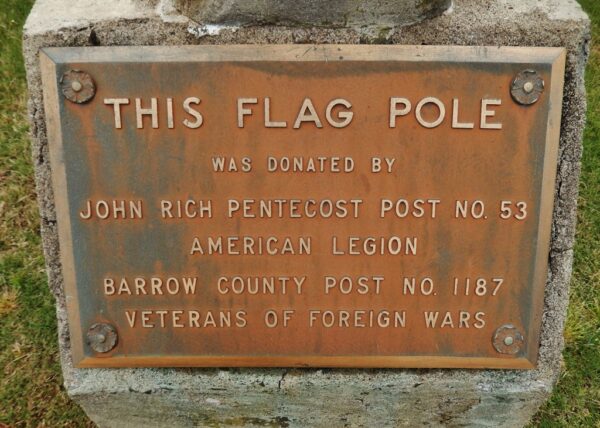 THIS FLAG POLE
WAS DONATED BY
JOHN RICH PENTECOST POST NO. 53
AMERICAN LEGION
BARROW COUNTY POST NO. 1187
VETERANS OF FOREIGN WARS